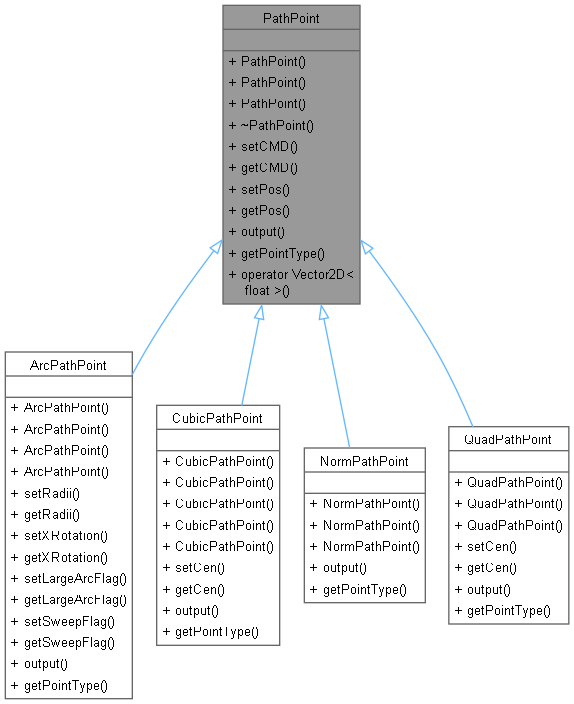 PathPoint
+ PathPoint()
+ PathPoint()
+ PathPoint()
+ ~PathPoint()
+ setCMD()
+ getCMD()
+ setPos()
+ getPos()
+ output()
+ getPointType()
+ operator Vector2D<
float >()
ArcPathPoint
+ ArcPathPoint()
+ ArcPathPoint()
+ ArcPathPoint()
+ ArcPathPoint()
+ setRadii()
+ getRadii()
+ setXRotation()
+ getXRotation()
+ setLargeArcFlag()
+ getLargeArcFlag()
+ setSweepFlag()
+ getSweepFlag()
+ output()
+ getPointType()
CubicPathPoint
+ CubicPathPoint()
+ CubicPathPoint()
+ CubicPathPoint()
+ CubicPathPoint()
+ CubicPathPoint()
+ setCen()
+ getCen()
+ output()
+ getPointType()
NormPathPoint
+ NormPathPoint()
+ NormPathPoint()
+ NormPathPoint()
+ output()
+ getPointType()
QuadPathPoint
+ QuadPathPoint()
+ QuadPathPoint()
+ QuadPathPoint()
+ setCen()
+ getCen()
+ output()
+ getPointType()